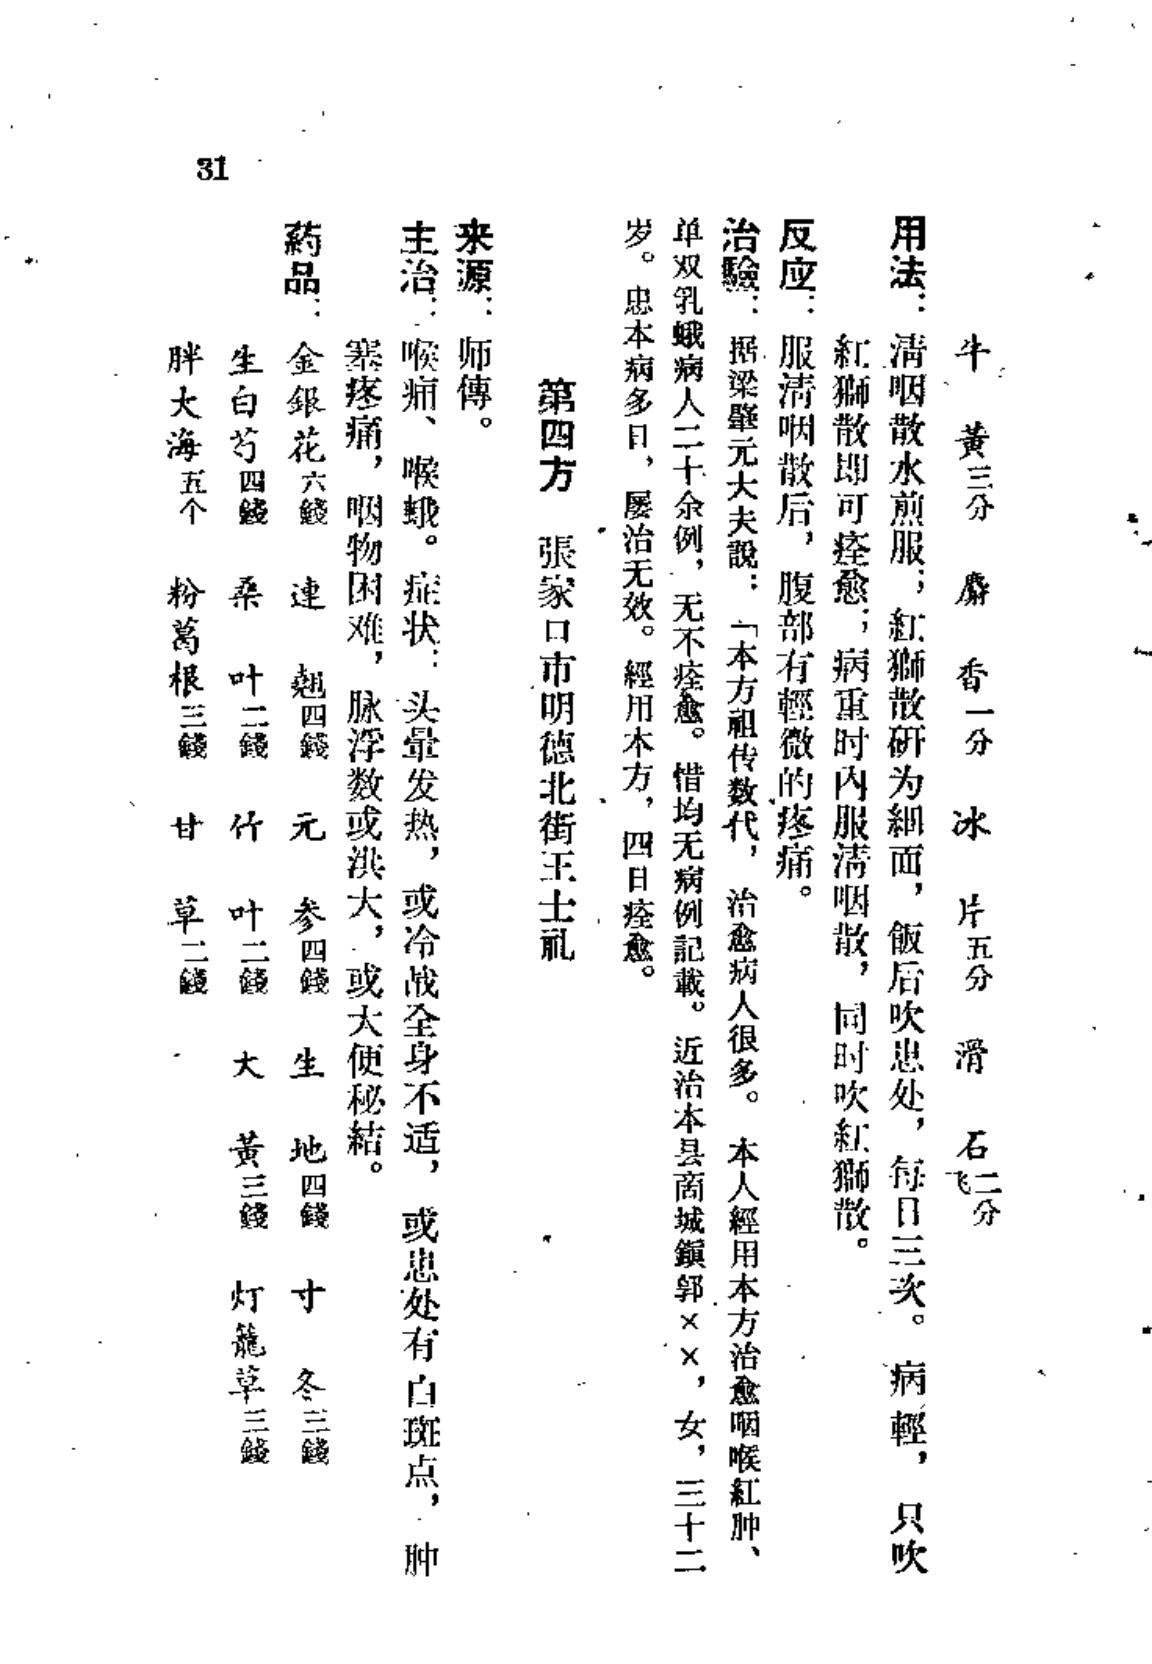 牛黃三分 麝香一分 冰片五分 滑石飞二分
用法：清咽散水煎服；紅獅散研为細面，飯后吹患处，每日三次。病輕，只吹
紅獅散即可痊愈；病重时內服清咽散，同时吹紅獅散。
反应：服清咽散后，腹部有輕微的疼痛。
治驗：据梁肇元大夫說：「本方祖传数代，治愈病人很多。本人經用本方治愈咽喉紅肿、
单双乳蛾病人二十余例，无不痊愈。惜均无病例記載。近治本县商城鎭郭××，女，三十二
岁。患本病多日，屡治无效。經用本方，四日痊愈。
第四方 張家口市明德北街王士礼
来源：师傳。
主治：喉痈、喉蛾。症状：头暈发热，或冷战全身不适，或患处有白斑点，肿
塞疼痛，咽物困难，脉浮数或洪大，或大便秘結。
葯品：金銀花六錢 連翹四錢 元参四錢 生地四錢 寸冬三錢
生白芍四錢 桑叶二錢 竹叶二錢 大黃三錢 灯籠草三錢
胖大海五个 粉葛根三錢 甘草二錢
31